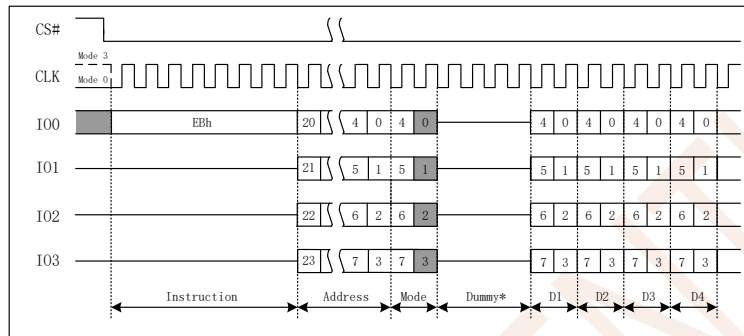 CS#
Mode 3
CLK
Mode 0
IO0 EBh 20 4 0 4 0 4 0 4 0 4 0 4 0
IO1 21 5 1 5 1 5 1 5 1 5 1 5 1
IO2 22 6 2 6 2 6 2 6 2 6 2 6 2
IO3 23 7 3 7 3 7 3 7 3 7 3 7 3
Instruction Address Mode Dummy* D1 D2 D3 D4